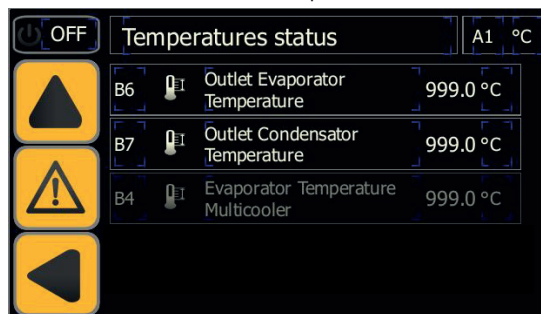 OFF Temperatures status A1 °C
B6 Outlet Evaporator Temperature 999.0 °C
B7 Outlet Condensator Temperature 999.0 °C
B4 Evaporator Temperature Multicooler 999.0 °C